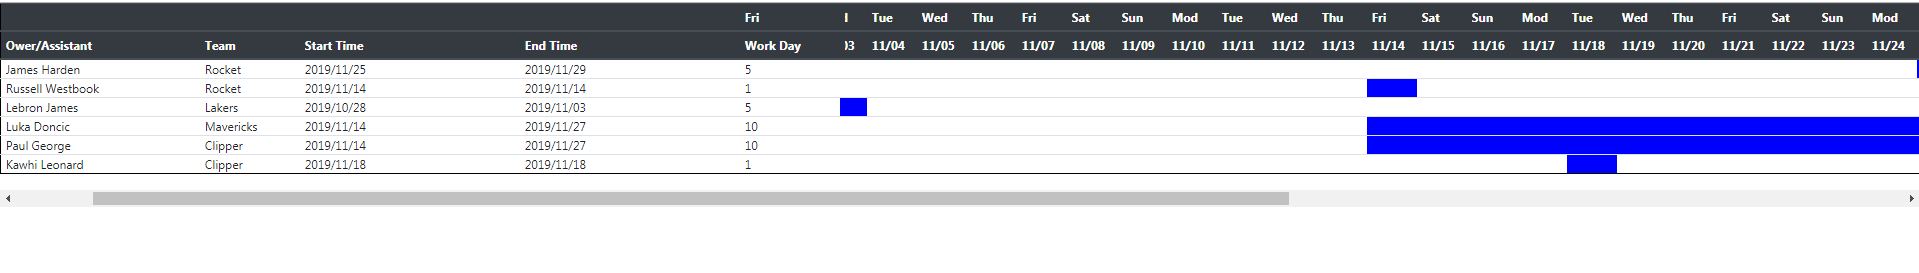 Fri Tue Wed Thu Fri Sat Sun Mod Tue Wed Thu Fri Sat Sun Mod Tue Wed Thu Fri Sat Sun Mod
Ower/Assistant Team Start Time End Time Work Day 03 11/04 11/05 11/06 11/07 11/08 11/09 11/10 11/11 11/12 11/13 11/14 11/15 11/16 11/17 11/18 11/19 11/20 11/21 11/22 11/23 11/24
James Harden Rocket 2019/11/25 2019/11/29 5
Russell Westbook Rocket 2019/11/14 2019/11/14 1
Lebron James Lakers 2019/10/28 2019/11/03 5
Luka Doncic Mavericks 2019/11/14 2019/11/27 10
Paul George Clipper 2019/11/14 2019/11/27 10
Kawhi Leonard Clipper 2019/11/18 2019/11/18 1